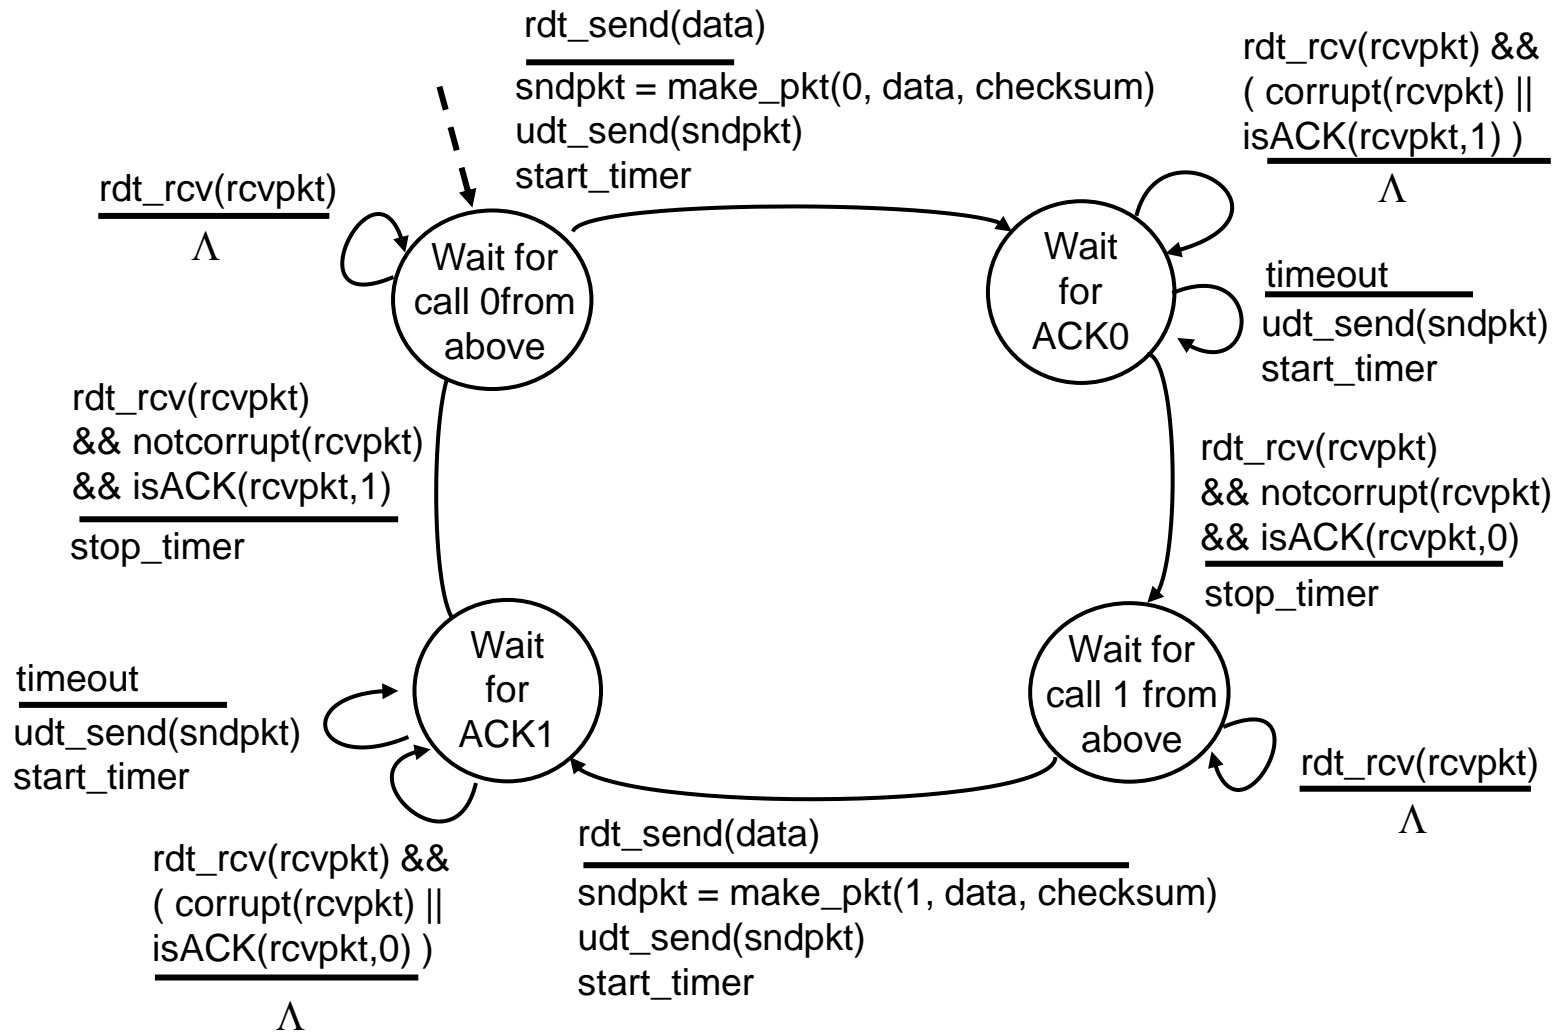 rdt_send(data)
sndpkt = make_pkt(0, data, checksum)
udt_send(sndpkt)
start_timer
rdt_rcv(rcvpkt) &&
( corrupt(rcvpkt) ||
isACK(rcvpkt,1) )
Λ
rdt_rcv(rcvpkt)
Λ
Wait for
call 0from
above
Wait
for
ACK0
timeout
udt_send(sndpkt)
start_timer
rdt_rcv(rcvpkt)
&& notcorrupt(rcvpkt)
&& isACK(rcvpkt,1)
stop_timer
rdt_rcv(rcvpkt)
&& notcorrupt(rcvpkt)
&& isACK(rcvpkt,0)
stop_timer
Wait
for
ACK1
Wait for
call 1 from
above
timeout
udt_send(sndpkt)
start_timer
rdt_rcv(rcvpkt)
Λ
rdt_rcv(rcvpkt) &&
( corrupt(rcvpkt) ||
isACK(rcvpkt,0) )
Λ
rdt_send(data)
sndpkt = make_pkt(1, data, checksum)
udt_send(sndpkt)
start_timer